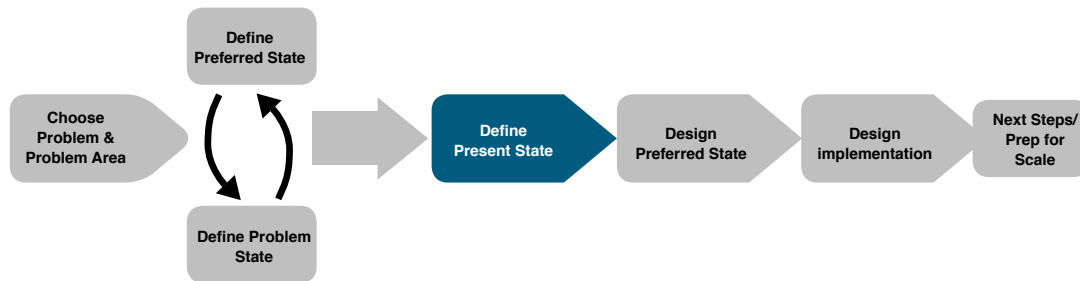 Define
Preferred State
Choose
Problem &
Problem Area
Define Problem
State
Define
Present State
Design
Preferred State
Design
implementation
Next Steps/
Prep for
Scale